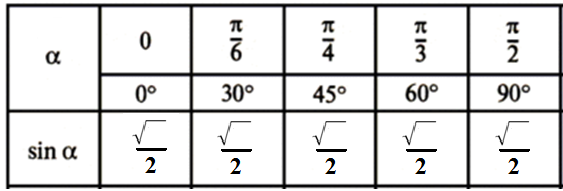 α 0 π/6 π/4 π/3 π/2
0° 30° 45° 60° 90°
sin α √/2 √/2 √/2 √/2 √/2